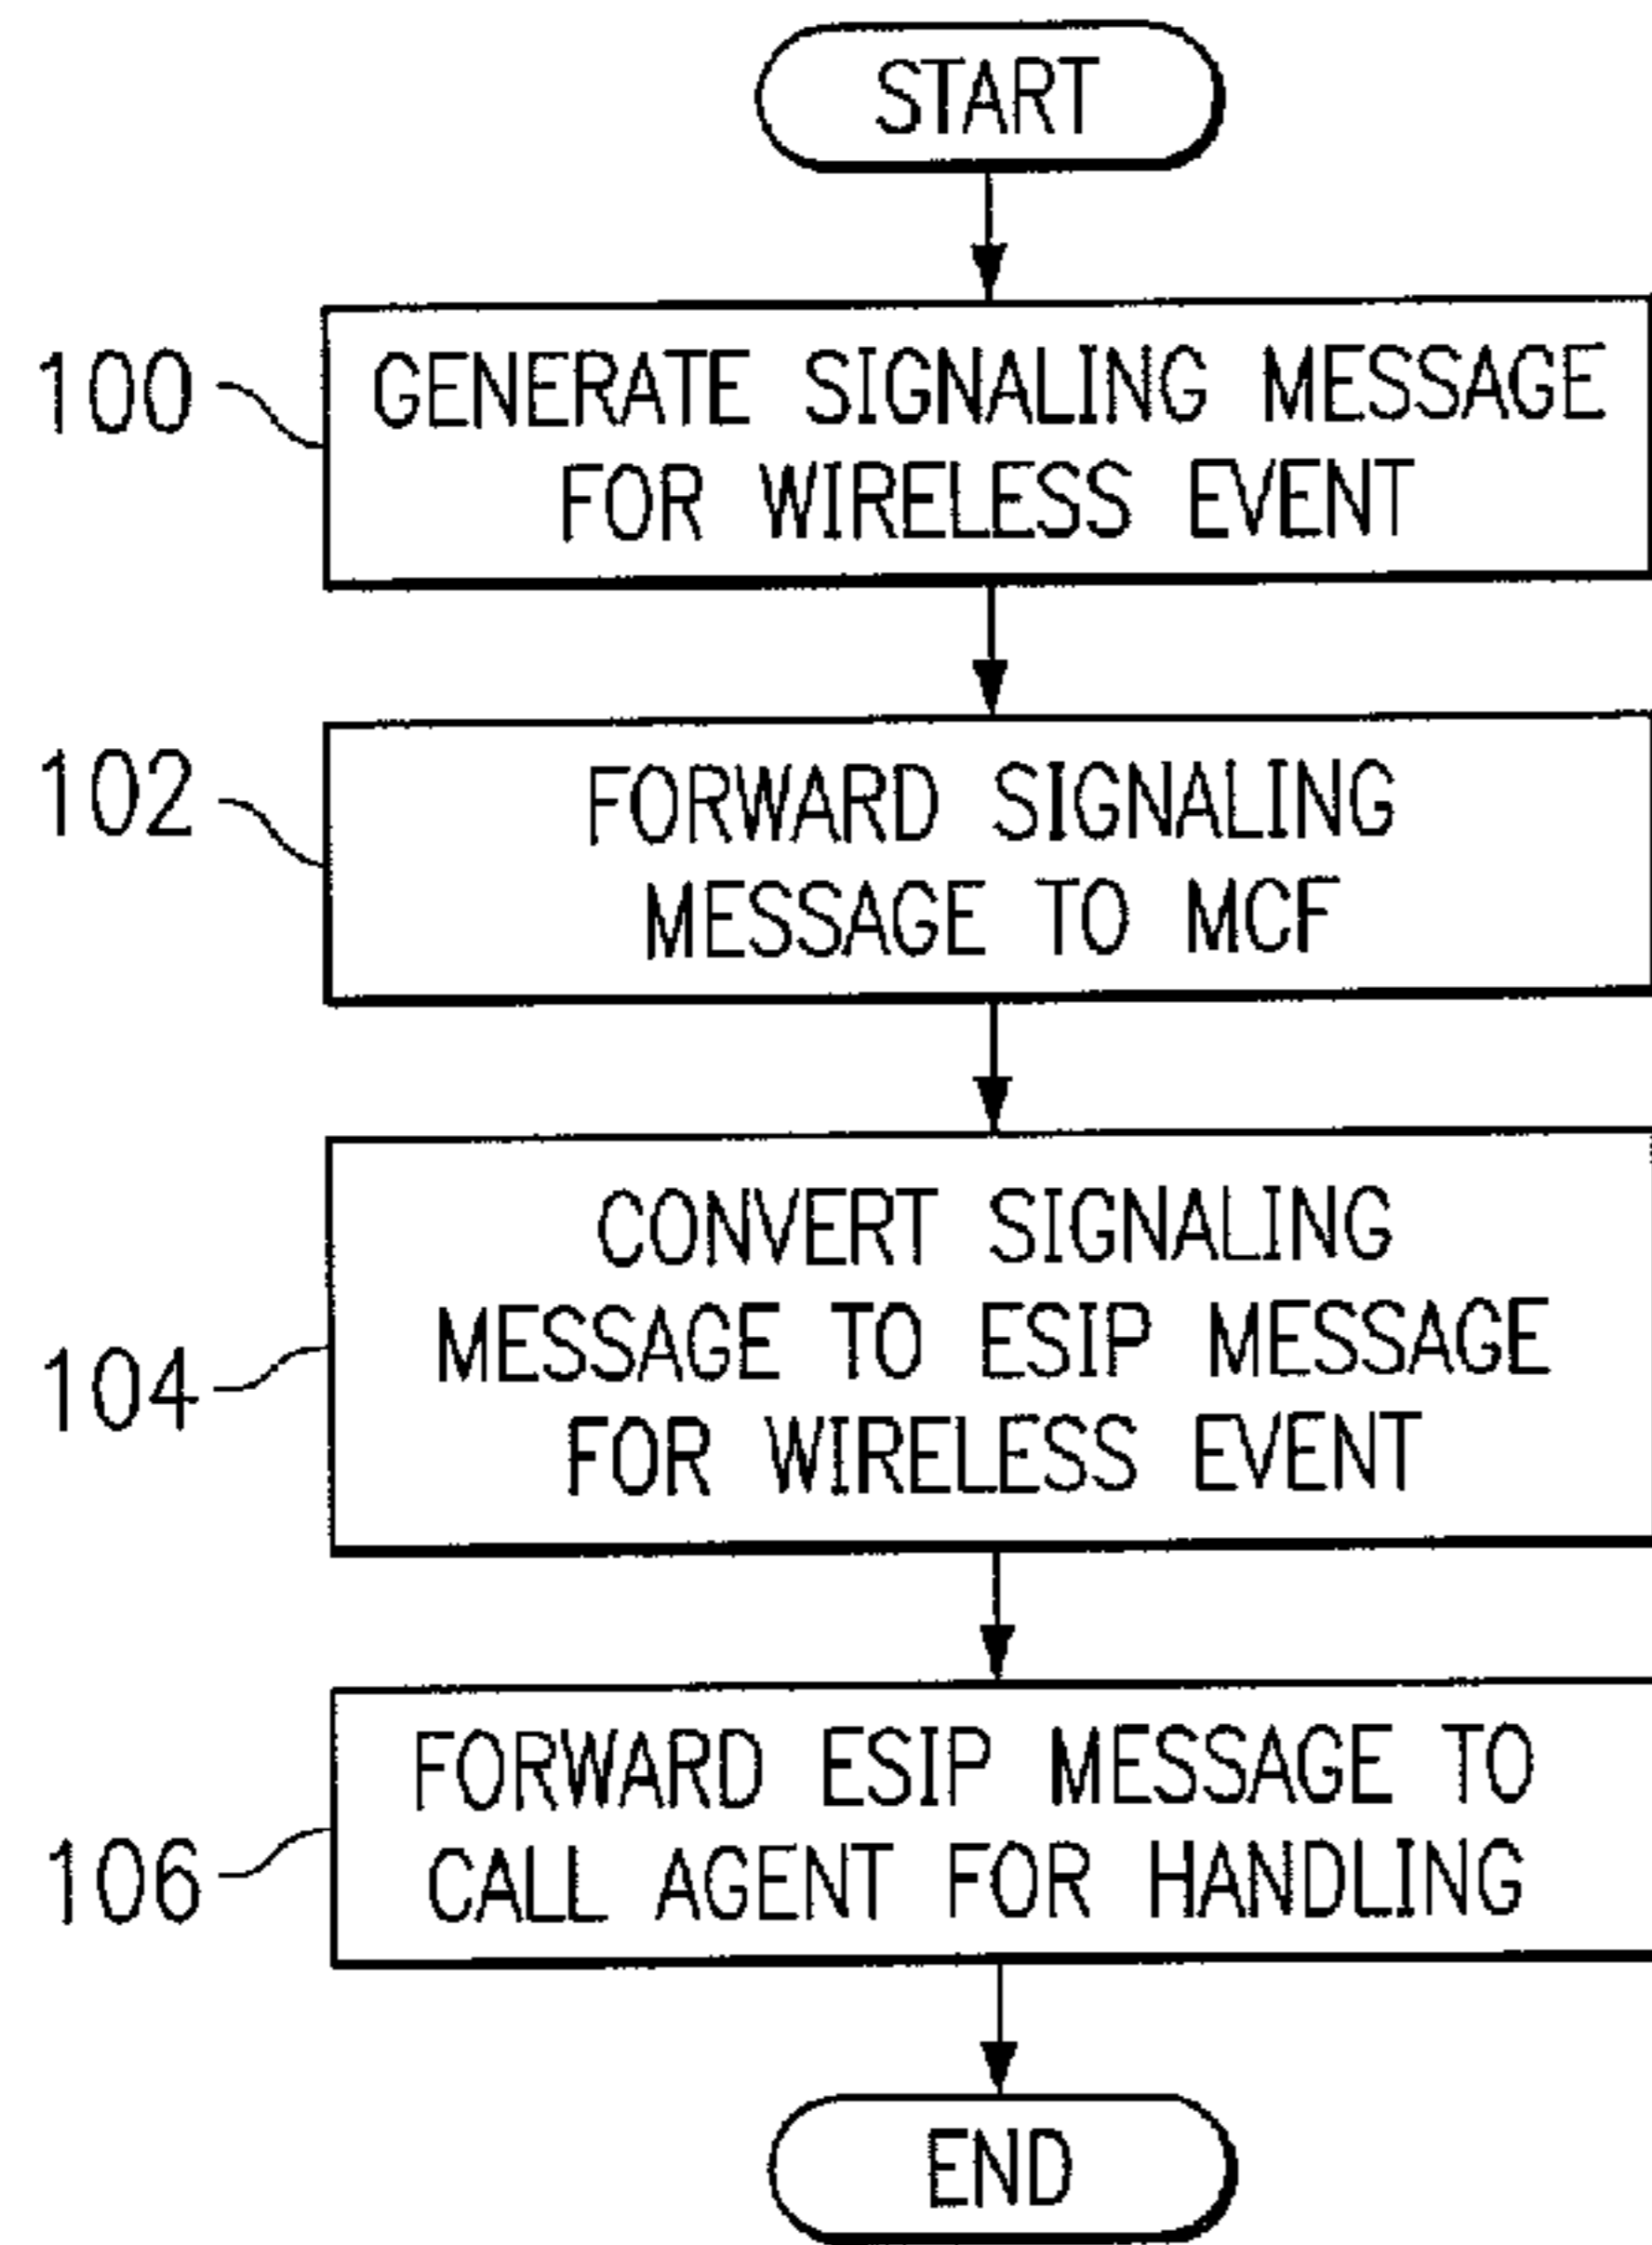 START
100
GENERATE SIGNALING MESSAGE
FOR WIRELESS EVENT
102
FORWARD SIGNALING
MESSAGE TO MCF
CONVERT SIGNALING
MESSAGE TO ESIP MESSAGE
104
FOR WIRELESS EVENT
FORWARD ESIP MESSAGE TO
106
CALL AGENT FOR HANDLING
END